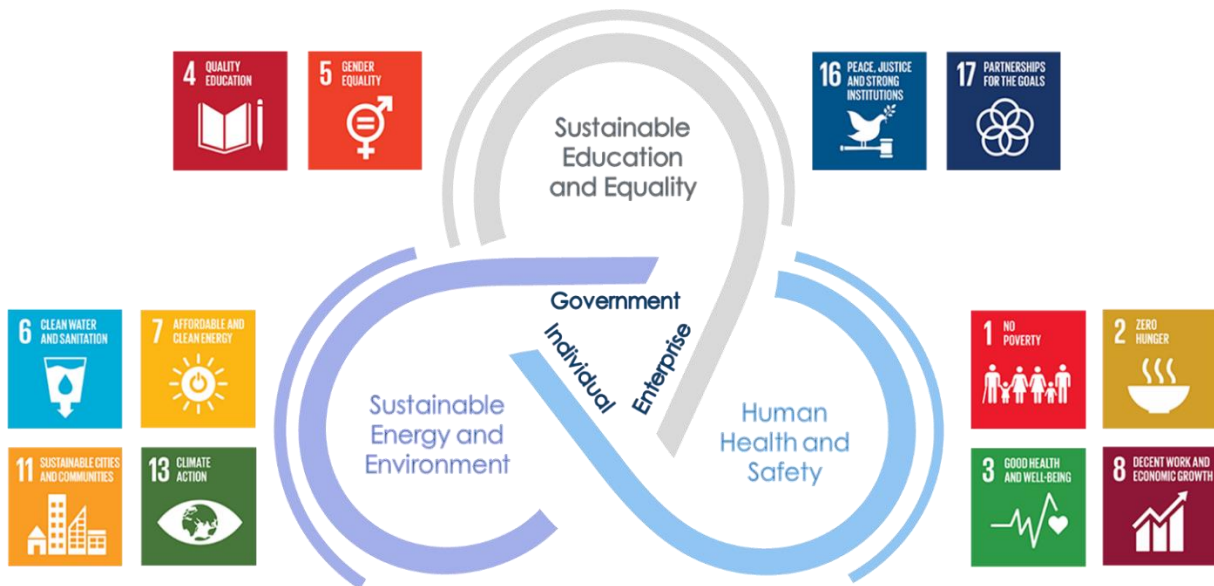 4 QUALITY
EDUCATION
5 GENDER
EQUALITY
Sustainable
Education
and Equality
16 PEACE, JUSTICE
AND STRONG
INSTITUTIONS
17 PARTNERSHIPS
FOR THE GOALS
6 CLEAN WATER
AND SANITATION
7 AFFORDABLE AND
CLEAN ENERGY
11 SUSTAINABLE CITIES
AND COMMUNITIES
13 CLIMATE
ACTION
Sustainable
Energy and
Environment
Government
Individual
Enterprise
Human
Health and
Safety
1 NO
POVERTY
2 ZERO
HUNGER
3 GOOD HEALTH
AND WELL-BEING
8 DECENT WORK AND
ECONOMIC GROWTH